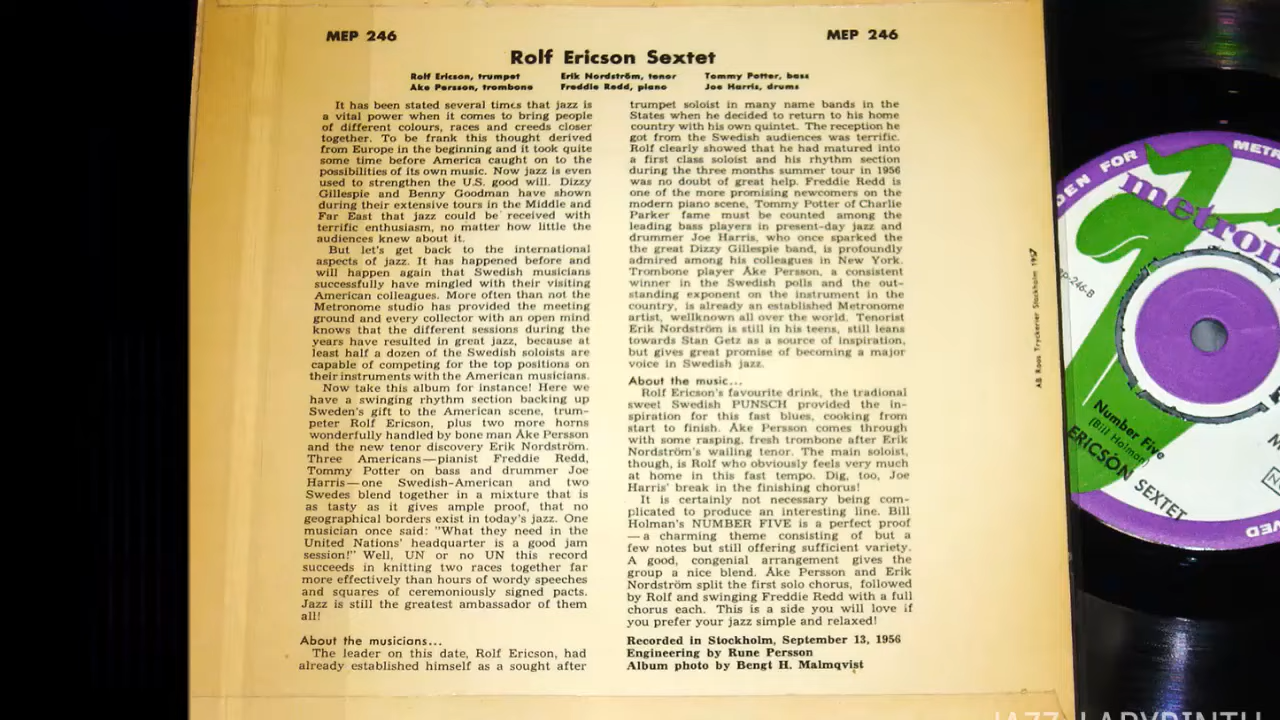 MEP 246
MEP 246
Rolf Ericson Sextet
Rolf Ericson, trumpet
Erik Nordström, tenor
Tommy Potter, bass
Åke Persson, trombone
Freddie Redd, piano
Joe Harris, drums
It has been stated several times that jazz is
a vital power when it comes to bring people
of different colours, races and creeds closer
together. To be frank this thought derived
from Europe in the beginning and it took quite
some time before America caught on to the
possibilities of its own music. Now jazz is even
used to strengthen the U.S. good will. Dizzy
Gillespie and Benny Goodman have shown
during their extensive tours in the Middle and
Far East that jazz could be received with
terrific enthusiasm, no matter how little the
audiences knew about it.
But let's get back to the international
aspects of jazz. It has happened before and
will happen again that Swedish musicians
successfully have mingled with their visiting
American colleagues. More often than not the
Metronome studio has provided the meeting
ground and every collector with an open mind
knows that the different sessions during the
years have resulted in great jazz, because at
least half a dozen of the Swedish soloists are
capable of competing for the top positions on
their instruments with the American musicians.
Now take this album for instance! Here we
have a swinging rhythm section backing up
Sweden's gift to the American scene, trum-
peter Rolf Ericson, plus two more horns
wonderfully handled by bone man Åke Persson
and the new tenor discovery Erik Nordström.
Three Americans—pianist Freddie Redd,
Tommy Potter on bass and drummer Joe
Harris—one Swedish-American and two
Swedes blend together in a mixture that is
as tasty as it gives ample proof, that no
geographical borders exist in today's jazz. One
musician once said: "What they need in the
United Nations' headquarter is a good jam
session!" Well, UN or no UN this record
succeeds in knitting two races together far
more effectively than hours of wordy speeches
and squares of ceremoniously signed pacts.
Jazz is still the greatest ambassador of them
all!
About the musicians...
The leader on this date, Rolf Ericson, had
already established himself as a sought after
trumpet soloist in many name bands in the
States when he decided to return to his home
country with his own quintet. The reception he
got from the Swedish audiences was terrific.
Rolf clearly showed that he had matured into
a first class soloist and his rhythm section
during the three months summer tour in 1956
was no doubt of great help. Freddie Redd is
one of the more promising newcomers on the
modern piano scene, Tommy Potter of Charlie
Parker fame must be counted among the
leading bass players in present-day jazz and
drummer Joe Harris, who once sparked the
the great Dizzy Gillespie band, is profoundly
admired among his colleagues in New York.
Trombone player Åke Persson, a consistent
winner in the Swedish polls and the out-
standing exponent on the instrument in the
country, is already an established Metronome
artist, wellknown all over the world. Tenorist
Erik Nordström is still in his teens, still leans
towards Stan Getz as a source of inspiration,
but gives great promise of becoming a major
voice in Swedish jazz.
About the music...
Rolf Ericson's favourite drink, the tradional
sweet Swedish PUNSCH provided the in-
spiration for this fast blues, cooking from
start to finish. Åke Persson comes through
with some rasping, fresh trombone after Erik
Nordström's wailing tenor. The main soloist,
though, is Rolf who obviously feels very much
at home in this fast tempo. Dig, too, Joe
Harris' break in the finishing chorus!
It is certainly not necessary being com-
plicated to produce an interesting line. Bill
Holman's NUMBER FIVE is a perfect proof
—a charming theme consisting of but a
few notes but still offering sufficient variety.
A good, congenial arrangement gives the
group a nice blend. Åke Persson and Erik
Nordström split the first solo chorus, followed
by Rolf and swinging Freddie Redd with a full
chorus each. This is a side you will love if
you prefer your jazz simple and relaxed!
Recorded in Stockholm, September 13, 1956
Engineering by Rune Persson
Album photo by Bengt H. Malmqvist
AB Roos Tryckerier Stockholm 1957
DEN FOR
METR
metron
ep-246-B
Number Five
(Bill Holman)
ERICSON SEXTET
JAZZ LABYRINTH